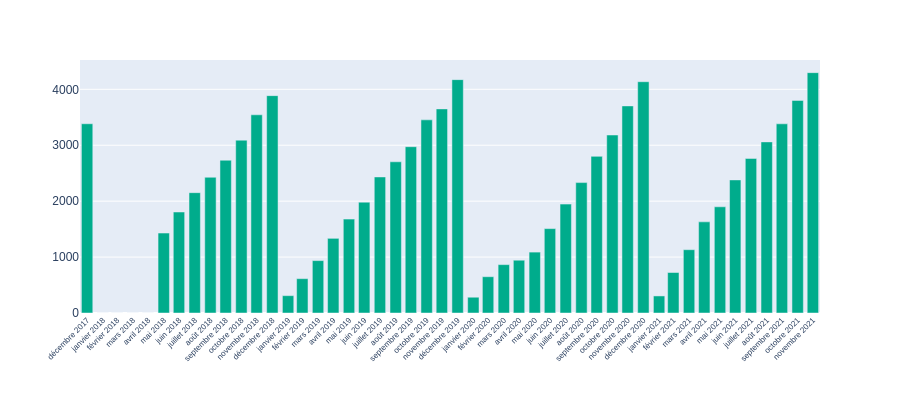 4000
3000
2000
1000
0
décembre 2017
janvier 2018
février 2018
mars 2018
avril 2018
mai 2018
juin 2018
juillet 2018
août 2018
septembre 2018
octobre 2018
novembre 2018
décembre 2018
janvier 2019
février 2019
mars 2019
avril 2019
mai 2019
juin 2019
juillet 2019
août 2019
septembre 2019
octobre 2019
novembre 2019
décembre 2019
janvier 2020
février 2020
mars 2020
avril 2020
mai 2020
juin 2020
juillet 2020
août 2020
septembre 2020
octobre 2020
novembre 2020
décembre 2020
janvier 2021
février 2021
mars 2021
avril 2021
mai 2021
juin 2021
juillet 2021
août 2021
septembre 2021
octobre 2021
novembre 2021